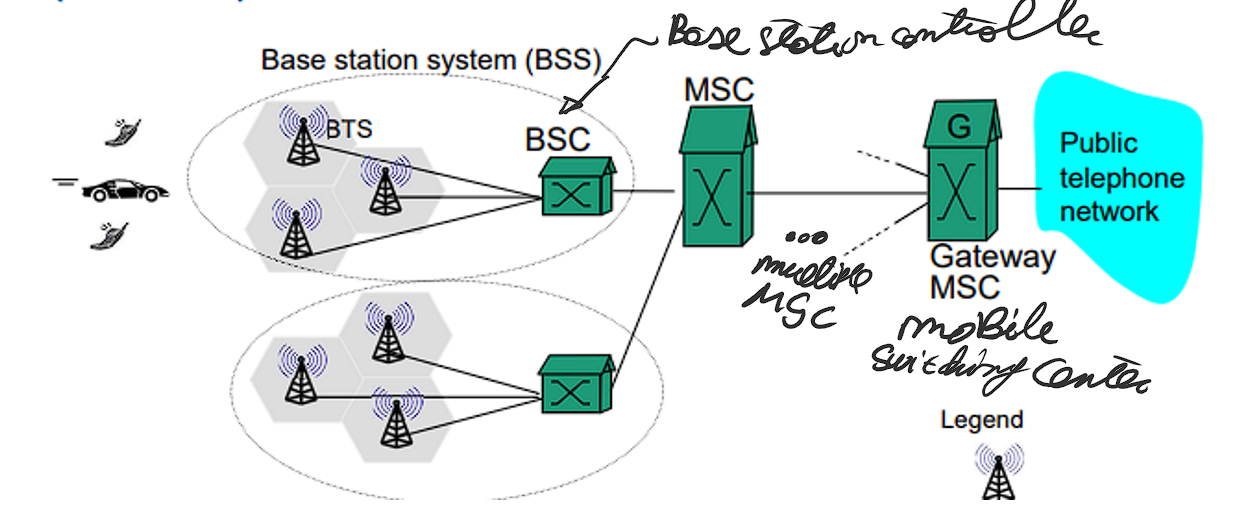 Base station controller
Base station system (BSS)
MSC
BTS
BSC
G
Public
telephone
network
multiple
MSC
Gateway
MSC
mobile
switching Center
Legend